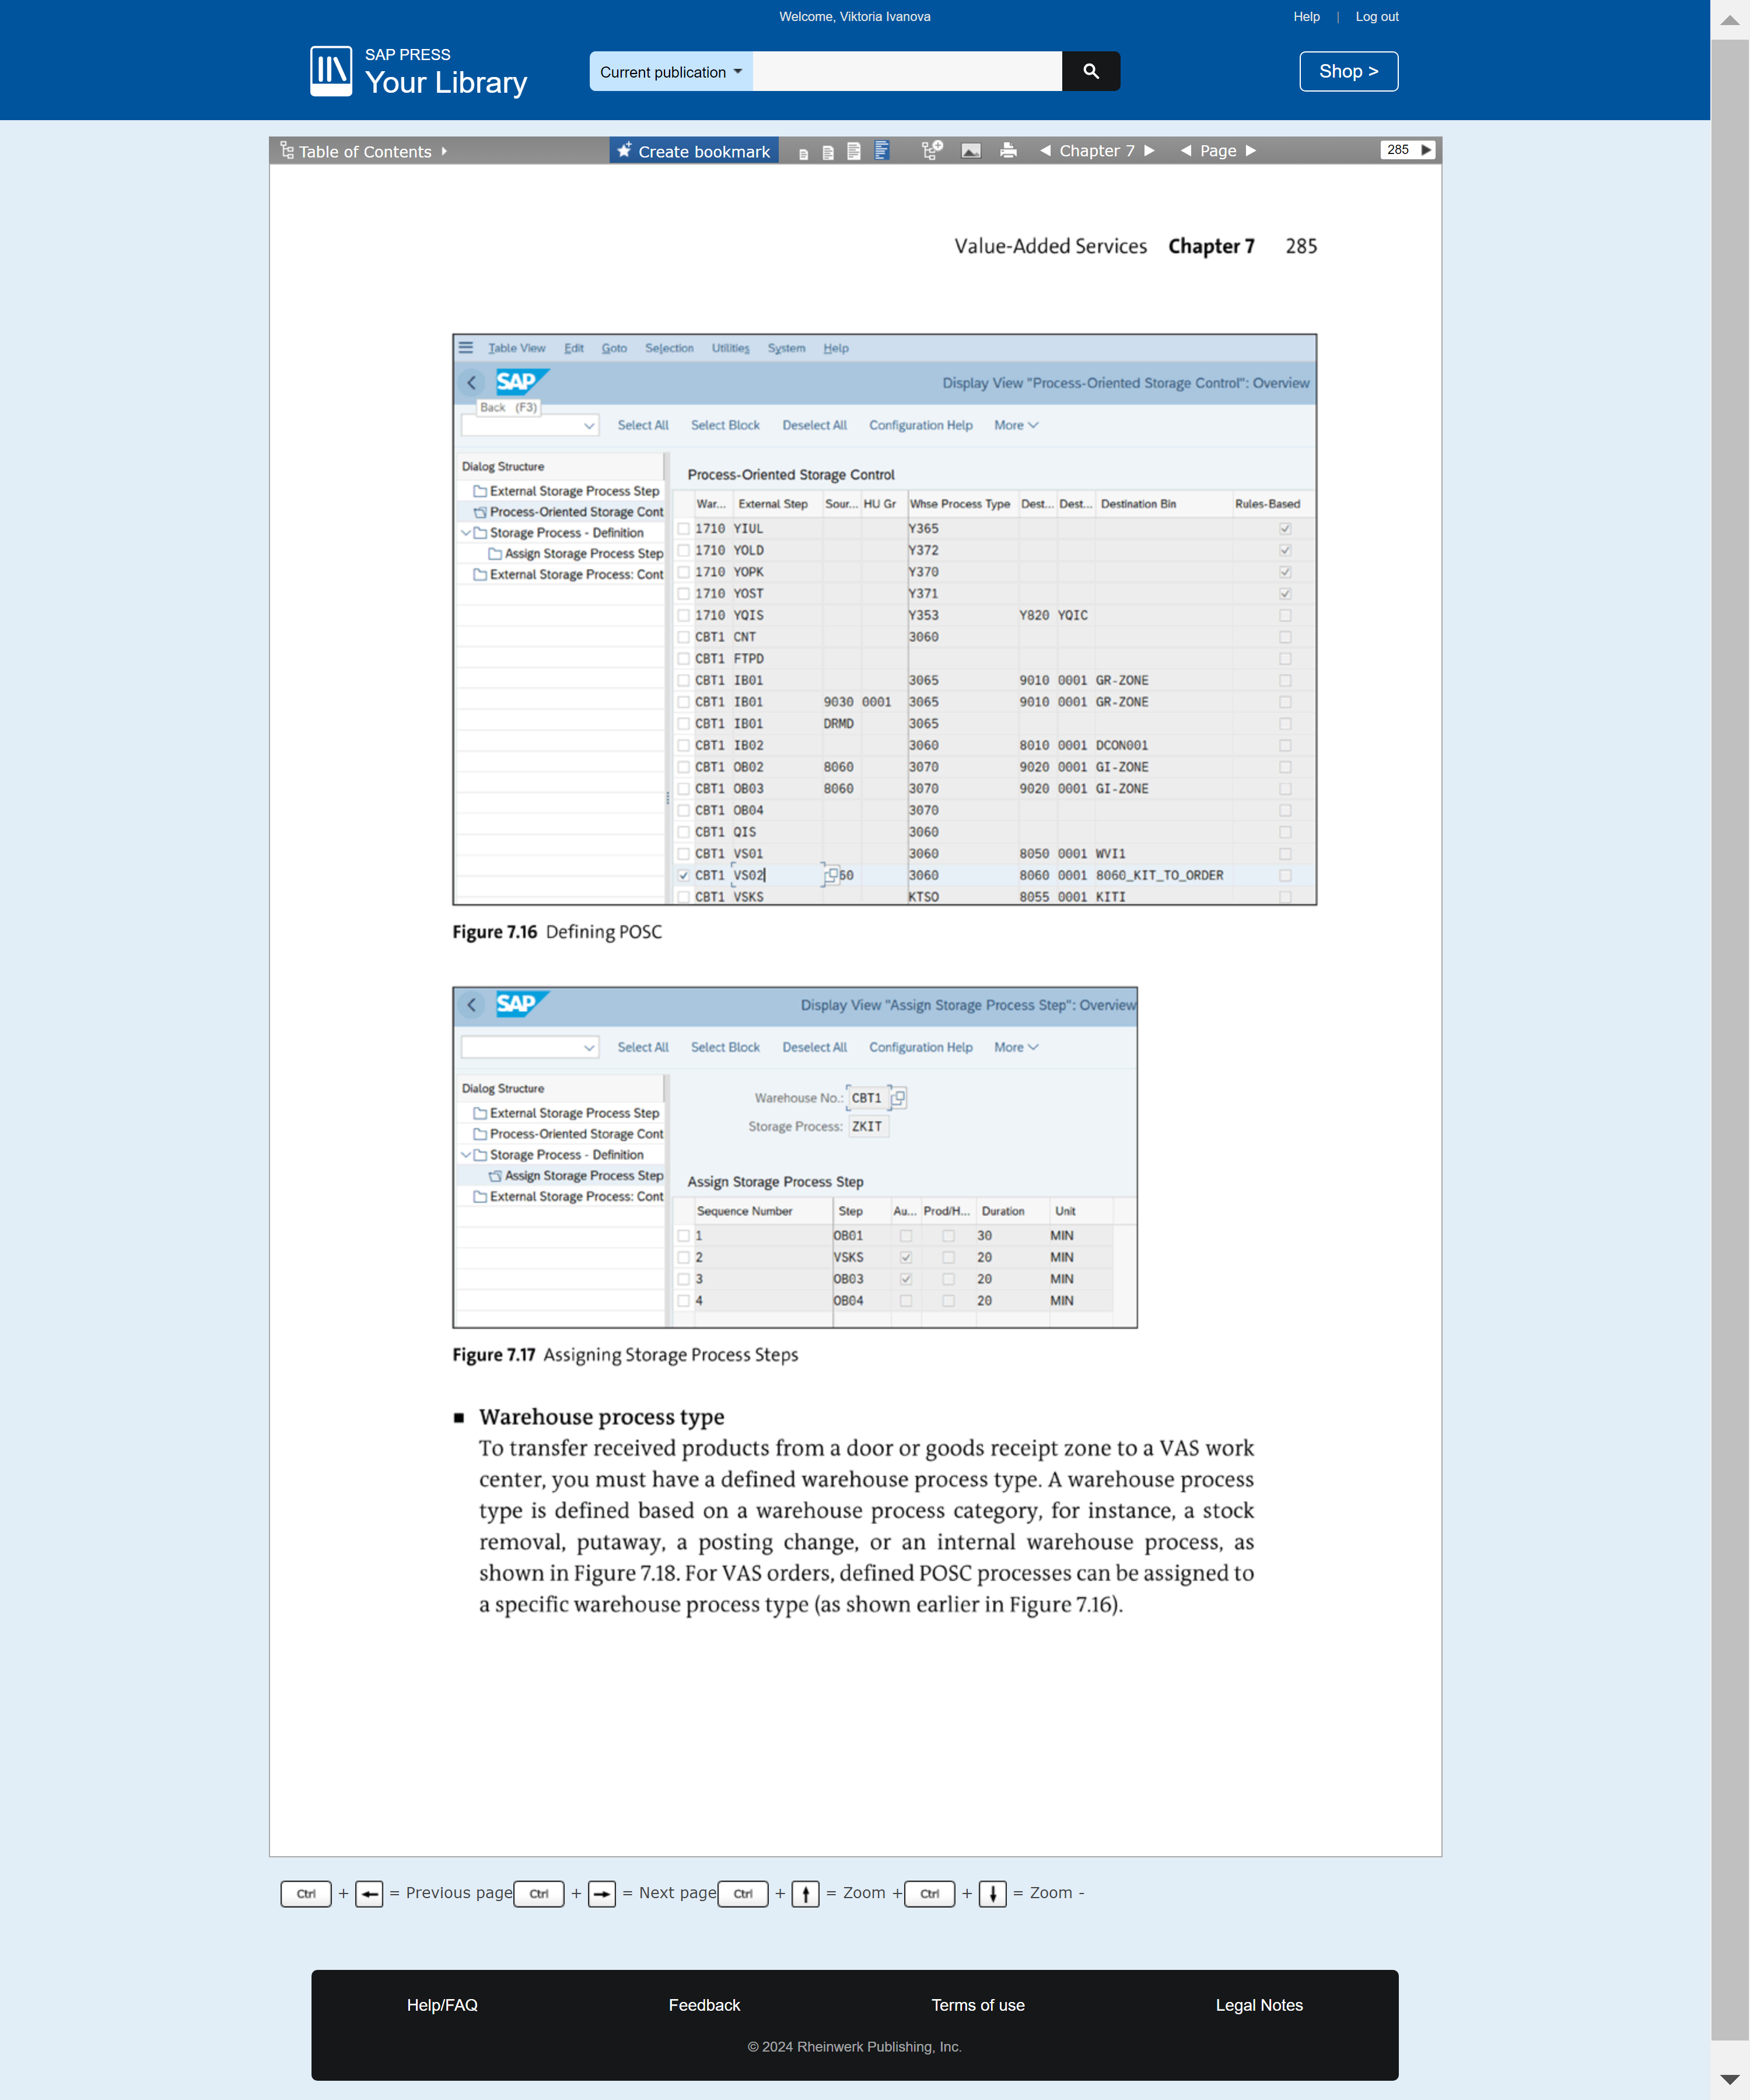 Welcome, Viktoria Ivanova
Help | Log out
SAP PRESS
Your Library
Current publication
Shop >
Table of Contents
Create bookmark
Chapter 7
Page
285
Value-Added Services Chapter 7 285
Table View Edit Goto Selection Utilities System Help
SAP
Display View "Process-Oriented Storage Control": Overview
Back (F3)
Select All Select Block Deselect All Configuration Help More
Dialog Structure
External Storage Process Step
Process-Oriented Storage Cont
Storage Process - Definition
Assign Storage Process Step
External Storage Process: Cont
Process-Oriented Storage Control
War... External Step Sour... HU Gr Whse Process Type Dest... Dest... Destination Bin Rules-Based
1710 YIUL Y365
1710 YOLD Y372
1710 YOPK Y370
1710 YOST Y371
1710 YQIS Y353 Y820 YQIC
CBT1 CNT 3060
CBT1 FTPD
CBT1 IB01 3065 9010 0001 GR-ZONE
CBT1 IB01 9030 0001 3065 9010 0001 GR-ZONE
CBT1 IB01 DRMD 3065
CBT1 IB02 3060 8010 0001 DCON001
CBT1 OB02 8060 3070 9020 0001 GI-ZONE
CBT1 OB03 8060 3070 9020 0001 GI-ZONE
CBT1 OB04 3070
CBT1 QIS 3060
CBT1 VS01 3060 8050 0001 WVI1
CBT1 VS02 60 3060 8060 0001 8060_KIT_TO_ORDER
CBT1 VSKS KTSO 8055 0001 KITI
Figure 7.16 Defining POSC
SAP
Display View "Assign Storage Process Step": Overview
Select All Select Block Deselect All Configuration Help More
Dialog Structure
External Storage Process Step
Process-Oriented Storage Cont
Storage Process - Definition
Assign Storage Process Step
External Storage Process: Cont
Warehouse No.: CBT1
Storage Process: ZKIT
Assign Storage Process Step
Sequence Number Step Au... Prod/H... Duration Unit
1 OB01 30 MIN
2 VSKS 20 MIN
3 OB03 20 MIN
4 OB04 20 MIN
Figure 7.17 Assigning Storage Process Steps
■ Warehouse process type
To transfer received products from a door or goods receipt zone to a VAS work
center, you must have a defined warehouse process type. A warehouse process
type is defined based on a warehouse process category, for instance, a stock
removal, putaway, a posting change, or an internal warehouse process, as
shown in Figure 7.18. For VAS orders, defined POSC processes can be assigned to
a specific warehouse process type (as shown earlier in Figure 7.16).
Ctrl + ← = Previous page Ctrl + → = Next page Ctrl + ↑ = Zoom + Ctrl + ↓ = Zoom -
Help/FAQ Feedback Terms of use Legal Notes
© 2024 Rheinwerk Publishing, Inc.